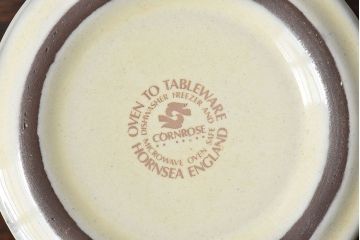 OVEN TO TABLEWARE
DISHWASHER FREEZER AND
CORNROSE
MICROWAVE OVEN SAFE
HORNSEA ENGLAND